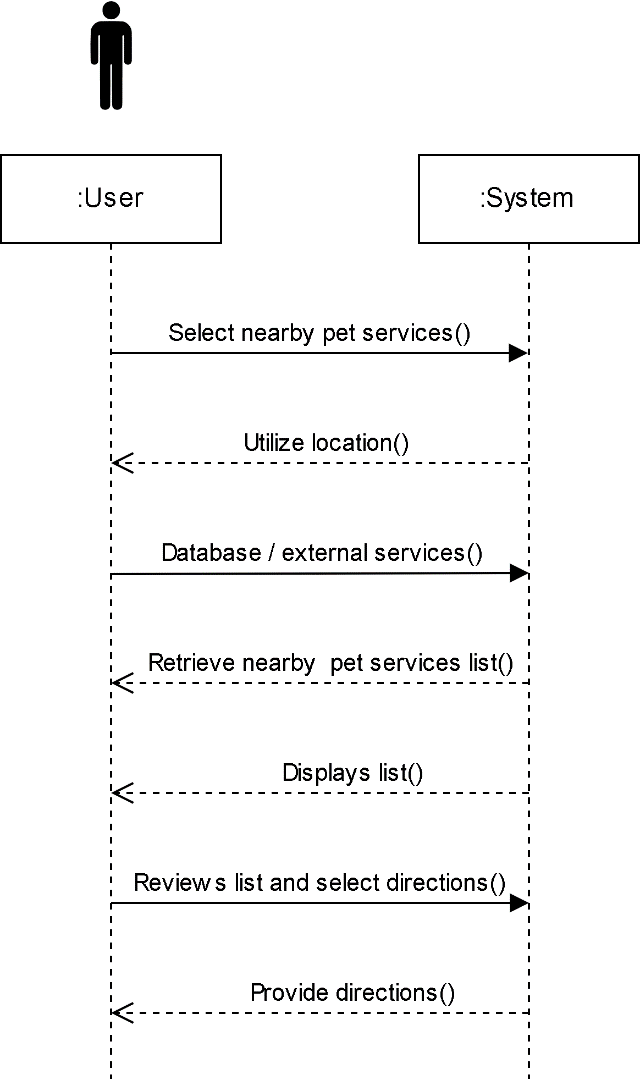 :User
:System
Select nearby pet services()
Utilize location()
Database / external services()
Retrieve nearby  pet services list()
Displays list()
Reviews list and select directions()
Provide directions()